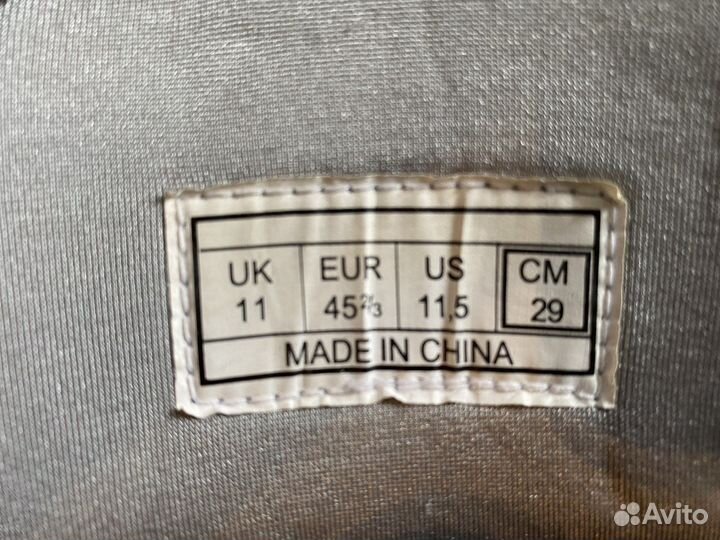 UK EUR US CM
11 45⅔ 11,5 29
MADE IN CHINA
Avito